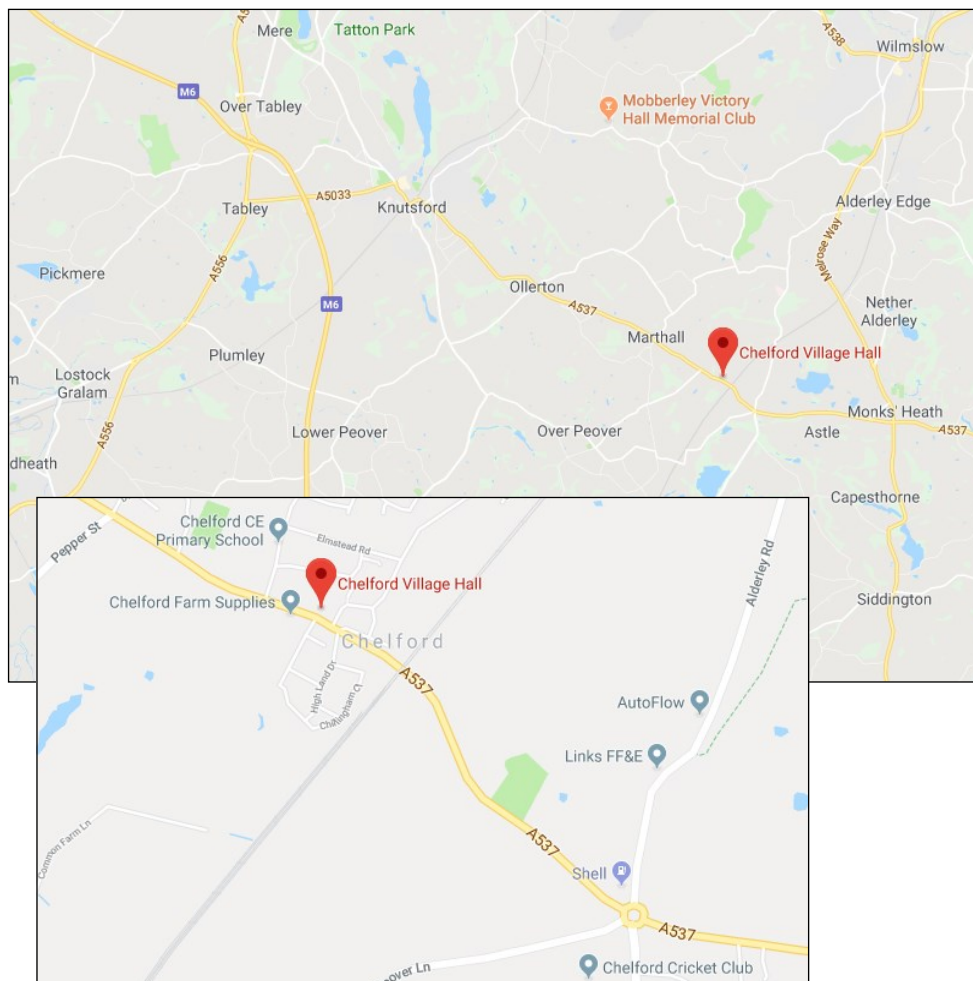 Mere
Tatton Park
A538
Wilmslow
M6
Over Tabley
Mobberley Victory
Hall Memorial Club
A5033
Tabley
Knutsford
Alderley Edge
Melrose Way
A556
Pickmere
M6
Ollerton
A537
Nether
Alderley
Marthall
Chelford Village Hall
Plumley
Lostock
Gralam
Monks' Heath
A537
A556
Lower Peover
Over Peover
Astle
dheath
Capesthorne
Siddington
Pepper St
Chelford CE
Primary School
Elmstead Rd
Chelford Village Hall
Chelford Farm Supplies
Chelford
Alderley Rd
High Land Dr
Chillingham Ct
A537
AutoFlow
Links FF&E
Common Farm Ln
A537
Shell
A537
over Ln
Chelford Cricket Club